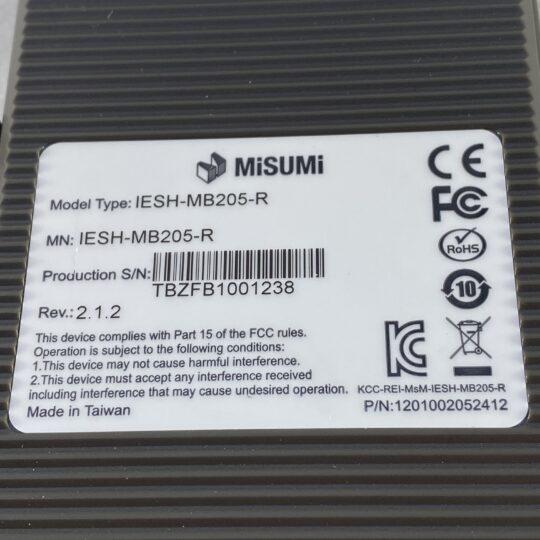 MiSUMi
Model Type: IESH-MB205-R
MN: IESH-MB205-R
Production S/N:
TBZFB1001238
Rev.: 2.1.2
This device complies with Part 15 of the FCC rules.
Operation is subject to the following conditions:
1.This device may not cause harmful interference.
2.This device must accept any interference received
including interference that may cause undesired operation.
Made in Taiwan
CE
FC
RoHS
10
KC
KCC-REI-MsM-IESH-MB205-R
P/N:1201002052412